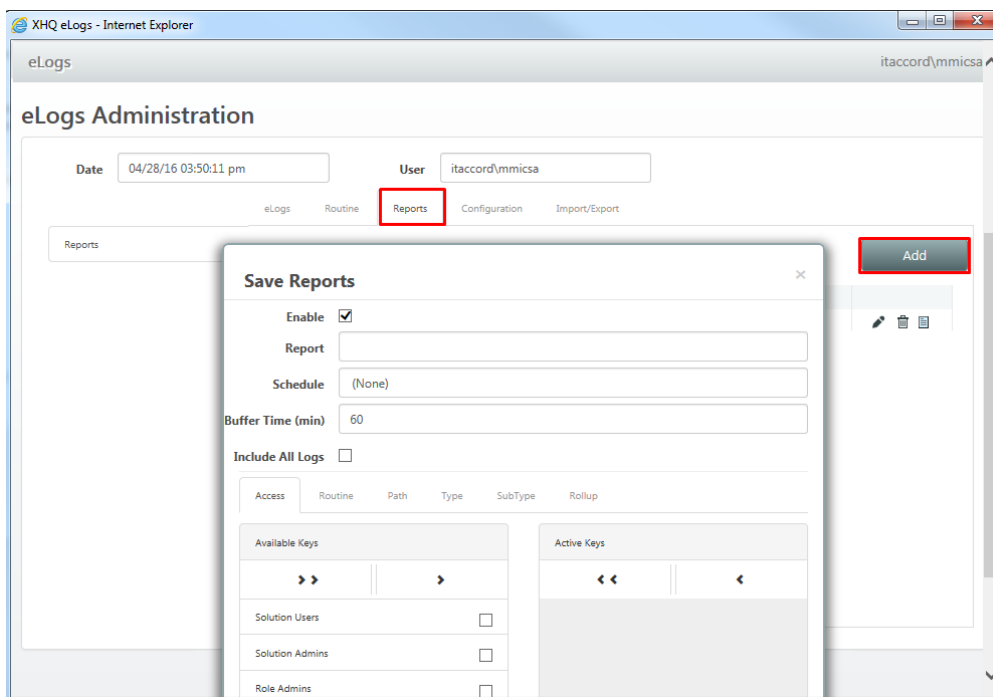 XHQ eLogs - Internet Explorer
eLogs
itaccord\mmicsa
eLogs Administration
Date 04/28/16 03:50:11 pm User itaccord\mmicsa
eLogs Routine Reports Configuration Import/Export
Reports
Add
Save Reports
Enable
Report
Schedule (None)
Buffer Time (min) 60
Include All Logs
Access Routine Path Type SubType Rollup
Available Keys Active Keys
Solution Users
Solution Admins
Role Admins